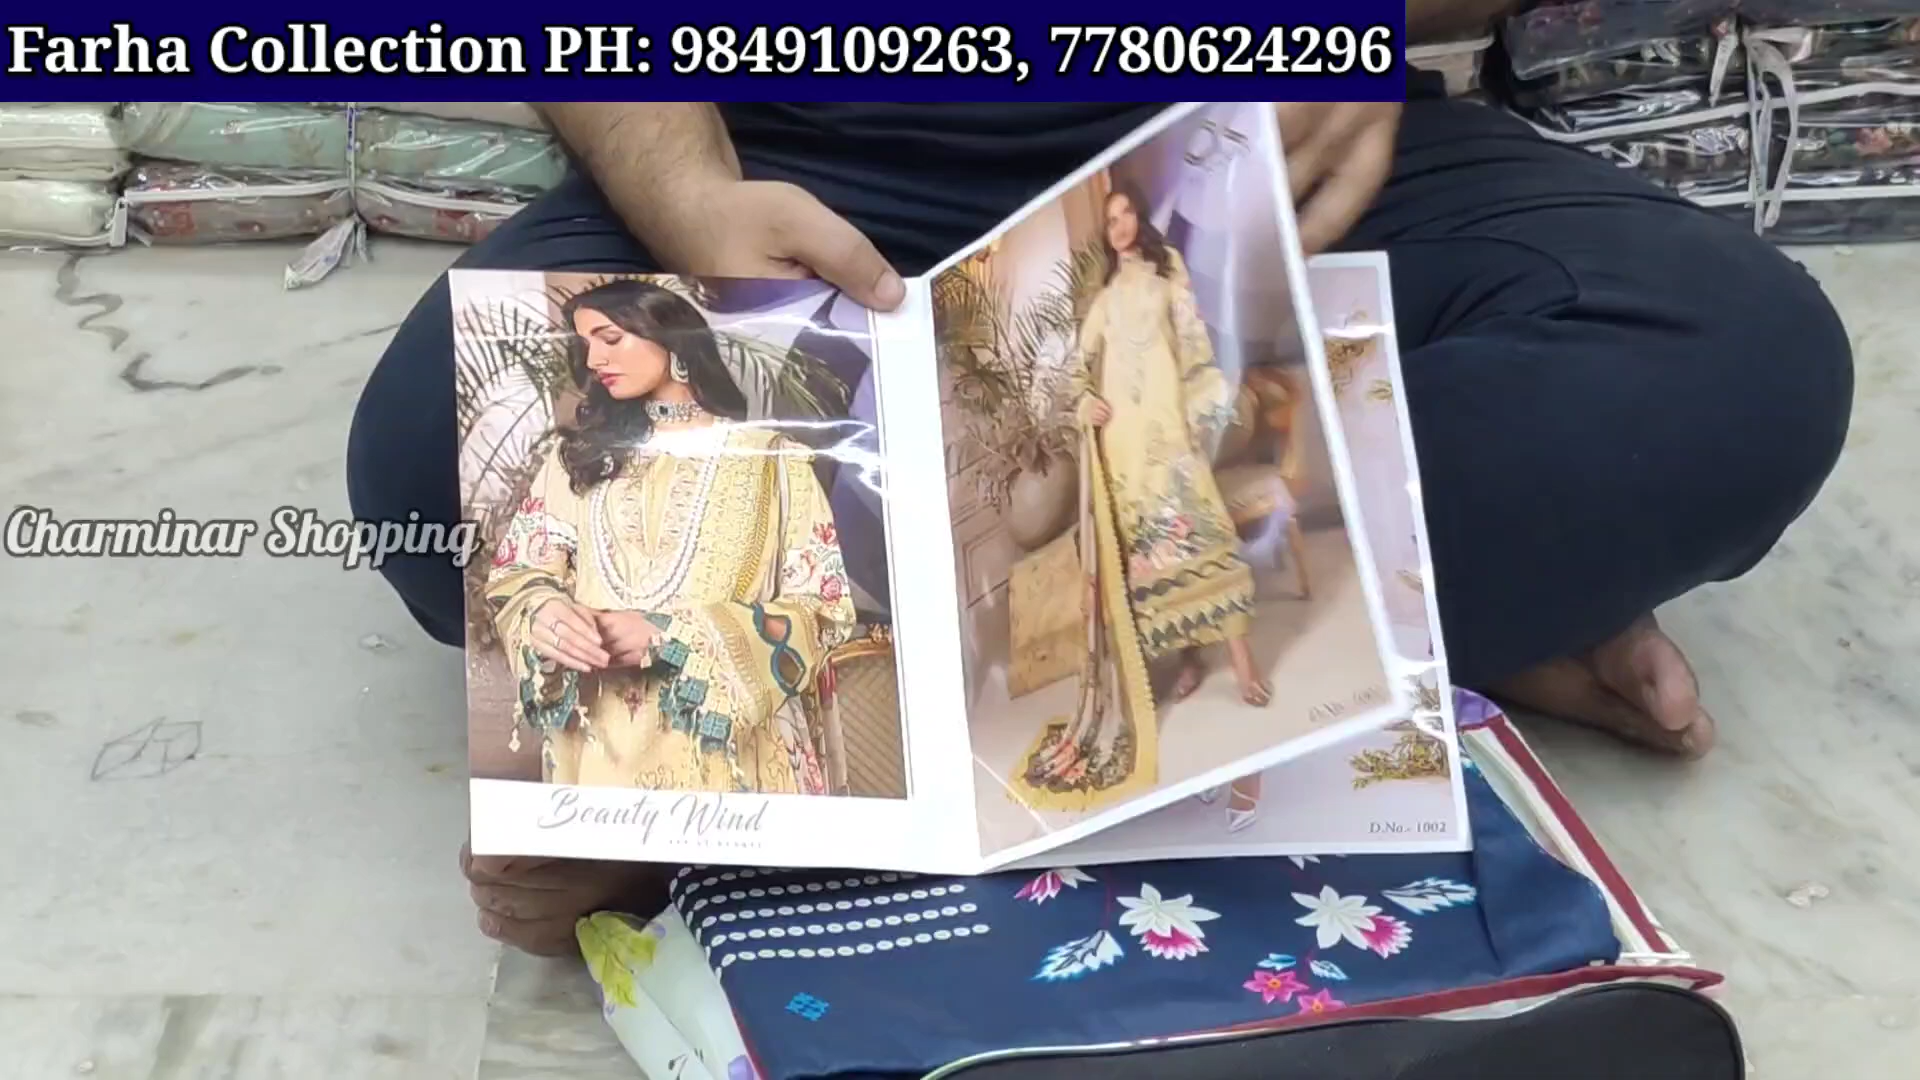 Farha Collection PH: 9849109263, 7780624296
Charminar Shopping
Beauty Wind
D.No.- 1002